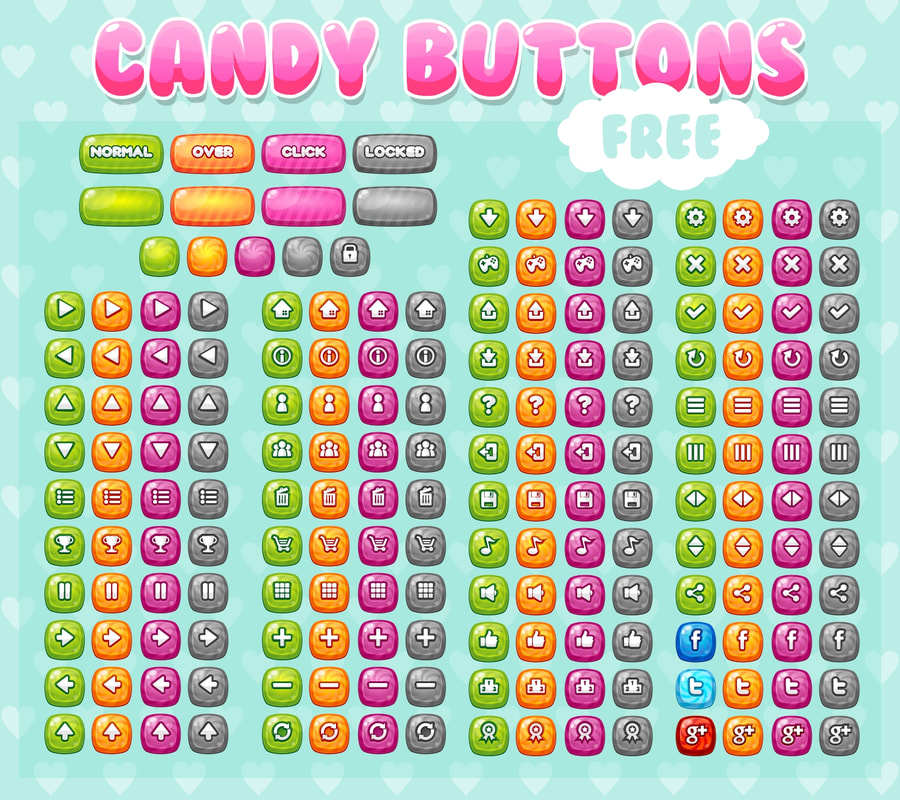 CANDY BUTTONS
FREE
NORMAL OVER CLICK LOCKED
i i i i
? ? ? ?
f f f f
t t t t
g+ g+ g+ g+